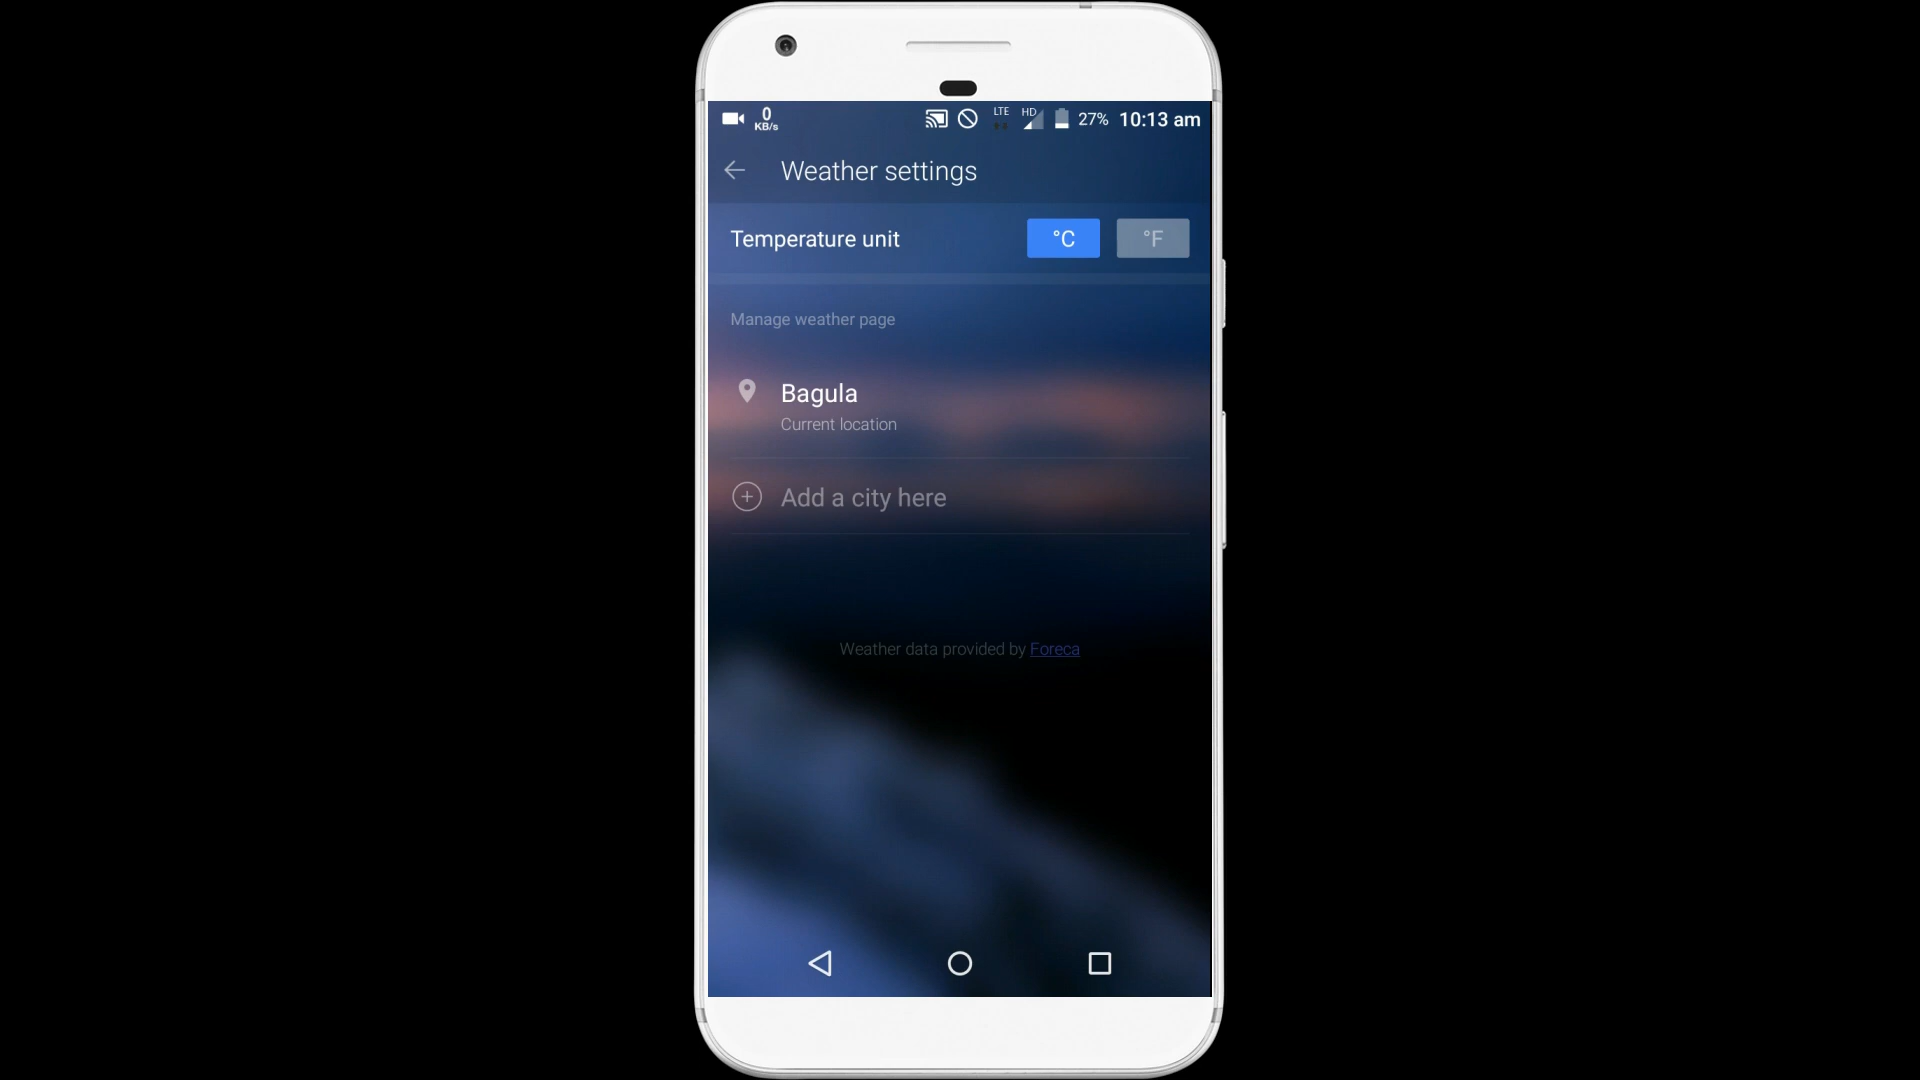 0 KB/s LTE HD 27% 10:13 am
Weather settings
Temperature unit °C °F
Manage weather page
Bagula
Current location
Add a city here
Weather data provided by Foreca